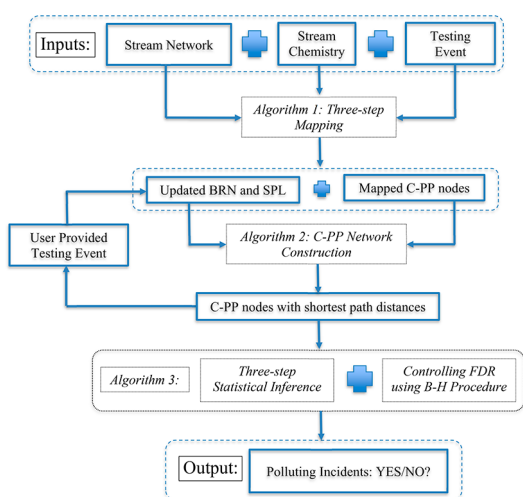 Inputs:
Stream Network
Stream
Chemistry
Testing
Event
Algorithm 1: Three-step
Mapping
Updated BRN and SPL
Mapped C-PP nodes
User Provided
Testing Event
Algorithm 2: C-PP Network
Construction
C-PP nodes with shortest path distances
Algorithm 3:
Three-step
Statistical Inference
Controlling FDR
using B-H Procedure
Output:
Polluting Incidents: YES/NO?